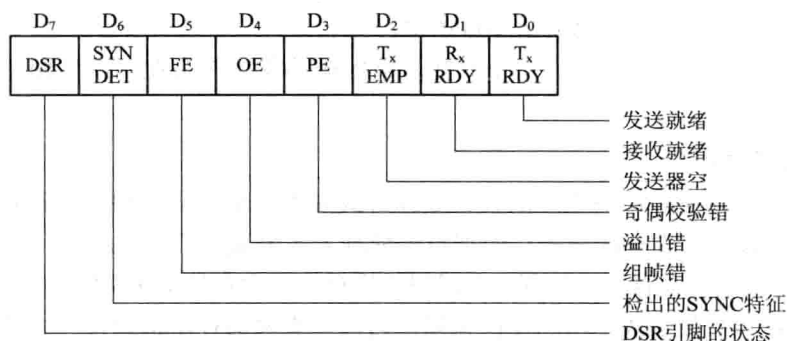 D₇ D₆ D₅ D₄ D₃ D₂ D₁ D₀
DSR SYN DET FE OE PE Tₓ EMP Rₓ RDY Tₓ RDY
发送就绪
接收就绪
发送器空
奇偶校验错
溢出错
组帧错
检出的SYNC特征
DSR引脚的状态